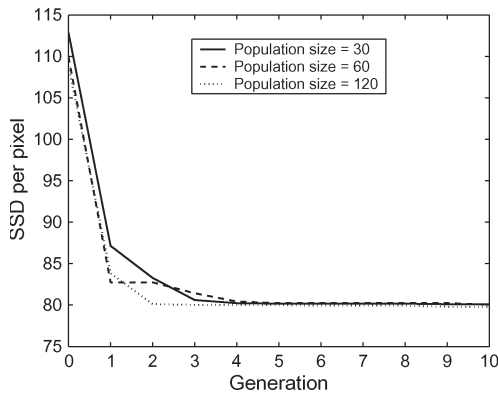 115
110
105
100
95
90
85
80
75
SSD per pixel
Population size = 30
Population size = 60
Population size = 120
0 1 2 3 4 5 6 7 8 9 10
Generation